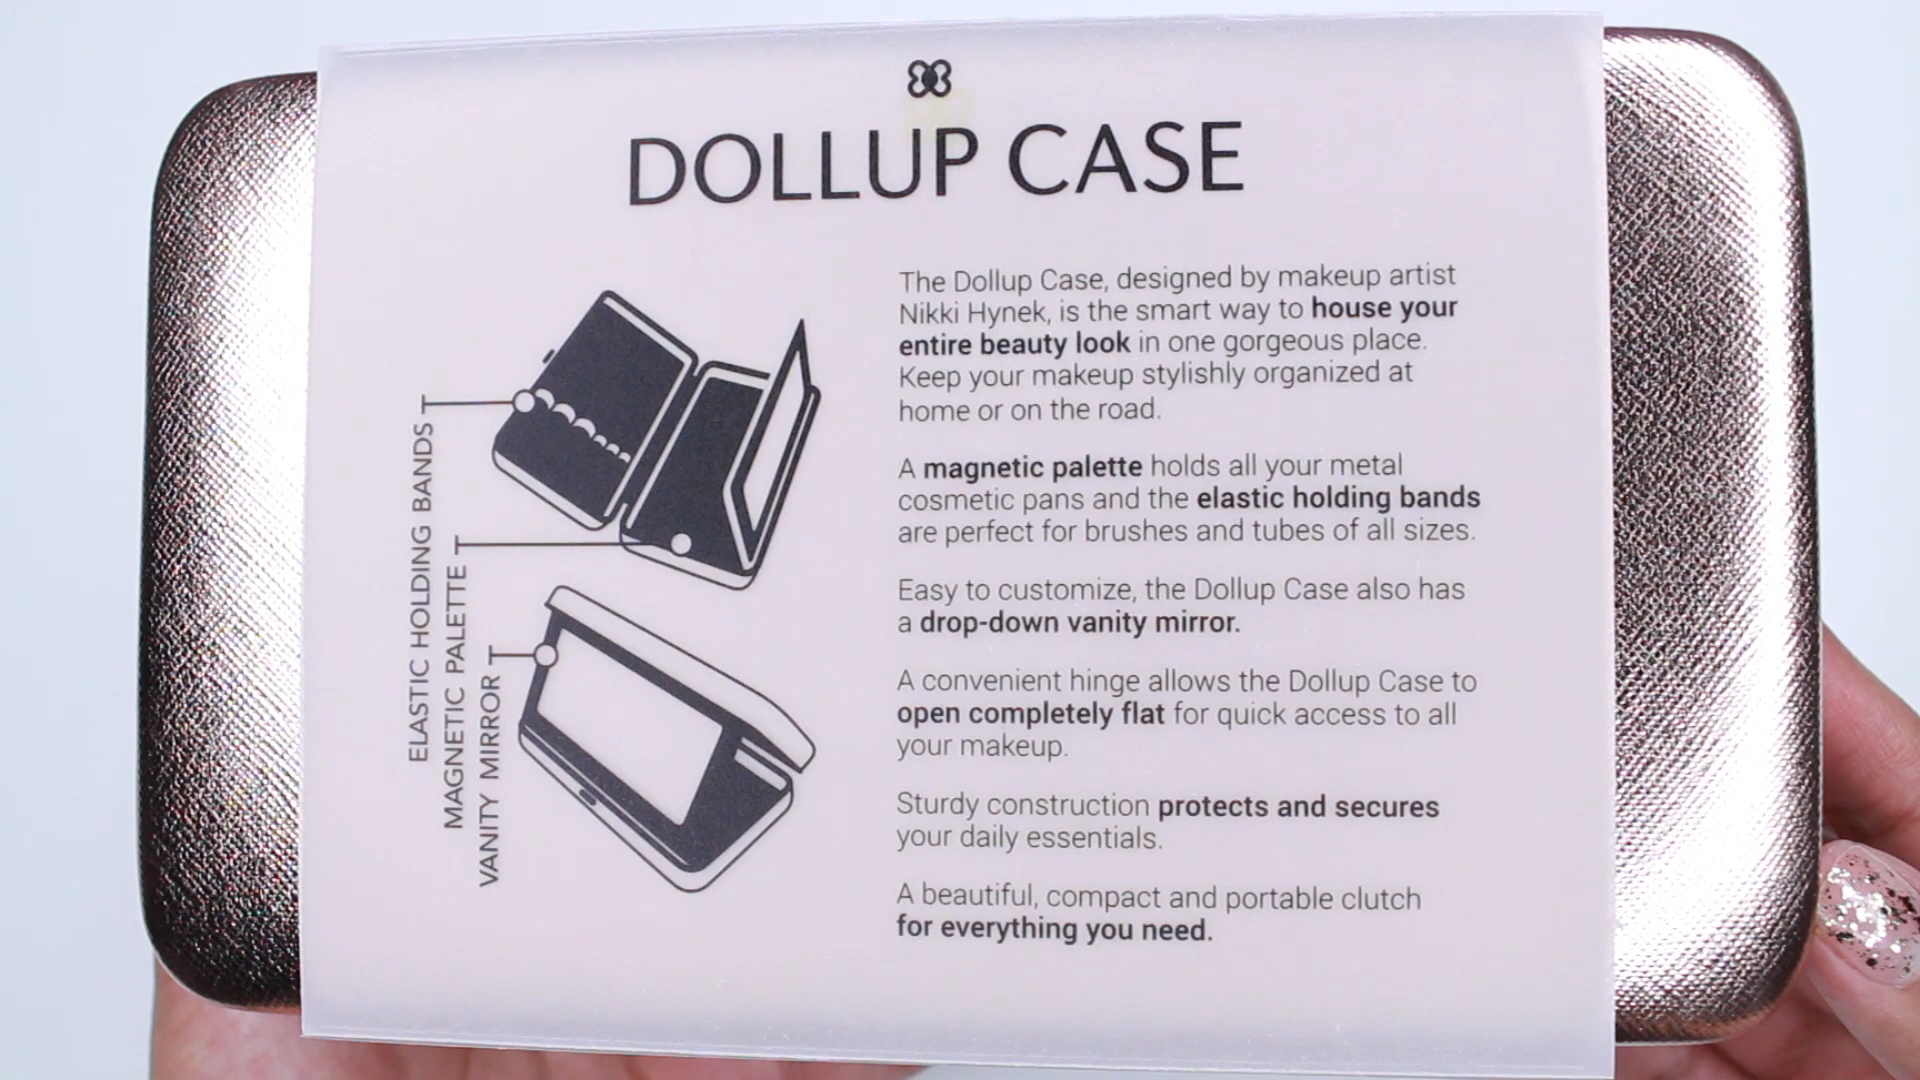 DOLLUP CASE
ELASTIC HOLDING BANDS
MAGNETIC PALETTE
VANITY MIRROR
The Dollup Case, designed by makeup artist
Nikki Hynek, is the smart way to house your
entire beauty look in one gorgeous place.
Keep your makeup stylishly organized at
home or on the road.
A magnetic palette holds all your metal
cosmetic pans and the elastic holding bands
are perfect for brushes and tubes of all sizes.
Easy to customize, the Dollup Case also has
a drop-down vanity mirror.
A convenient hinge allows the Dollup Case to
open completely flat for quick access to all
your makeup.
Sturdy construction protects and secures
your daily essentials.
A beautiful, compact and portable clutch
for everything you need.